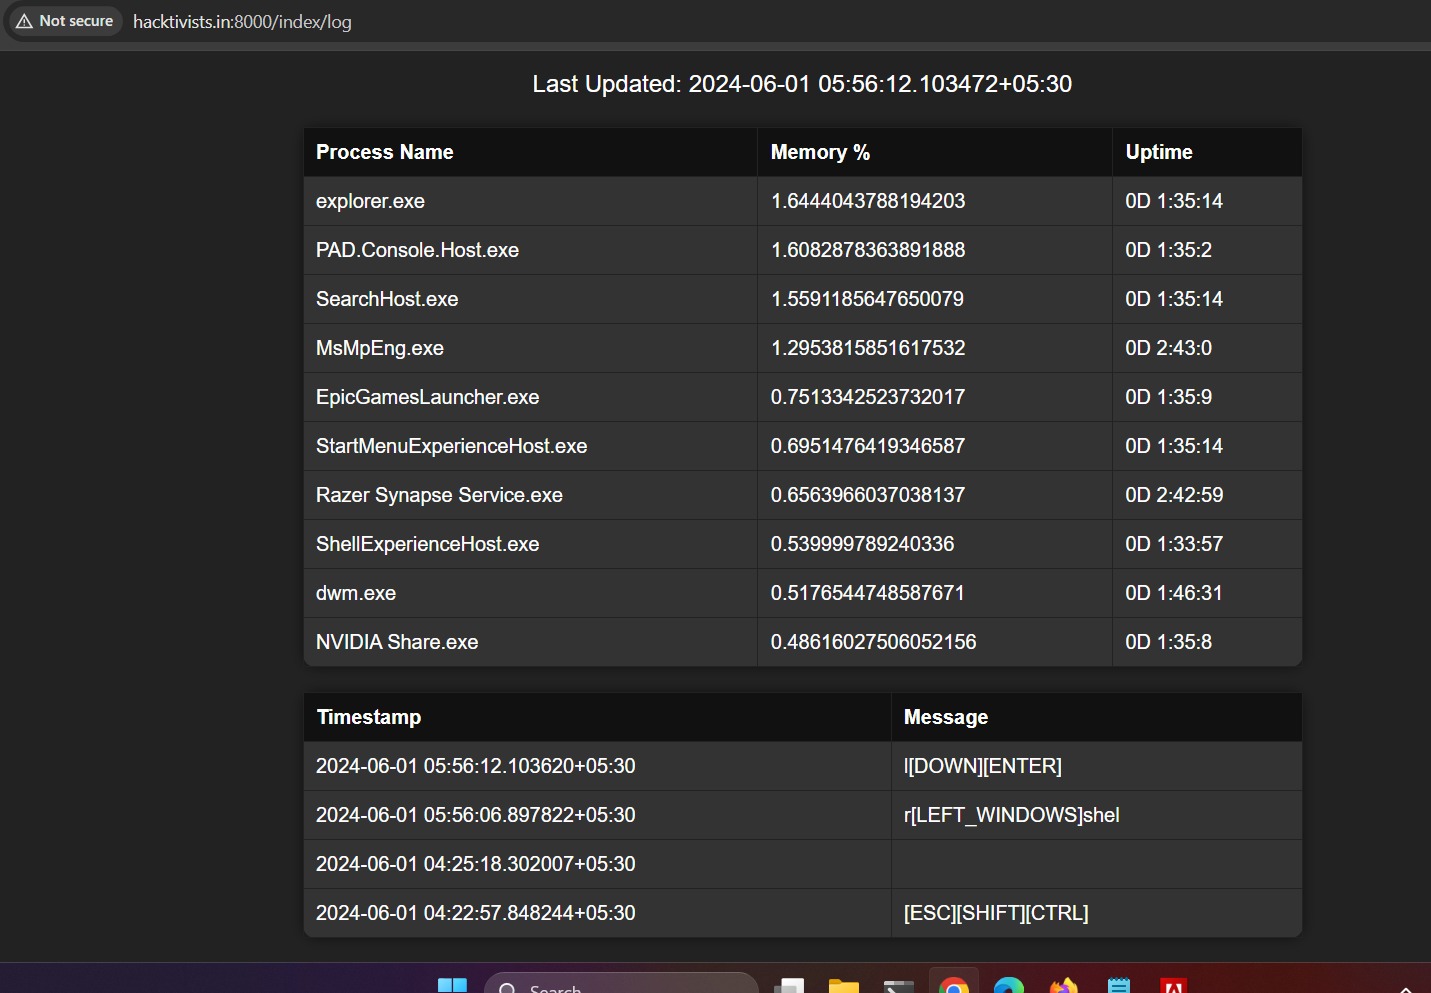 Not secure hacktivists.in:8000/index/log
Last Updated: 2024-06-01 05:56:12.103472+05:30
Process Name Memory % Uptime
explorer.exe 1.6444043788194203 0D 1:35:14
PAD.Console.Host.exe 1.6082878363891888 0D 1:35:2
SearchHost.exe 1.5591185647650079 0D 1:35:14
MsMpEng.exe 1.2953815851617532 0D 2:43:0
EpicGamesLauncher.exe 0.7513342523732017 0D 1:35:9
StartMenuExperienceHost.exe 0.6951476419346587 0D 1:35:14
Razer Synapse Service.exe 0.6563966037038137 0D 2:42:59
ShellExperienceHost.exe 0.539999789240336 0D 1:33:57
dwm.exe 0.5176544748587671 0D 1:46:31
NVIDIA Share.exe 0.48616027506052156 0D 1:35:8
Timestamp Message
2024-06-01 05:56:12.103620+05:30 l[DOWN][ENTER]
2024-06-01 05:56:06.897822+05:30 r[LEFT_WINDOWS]shel
2024-06-01 04:25:18.302007+05:30
2024-06-01 04:22:57.848244+05:30 [ESC][SHIFT][CTRL]
Search